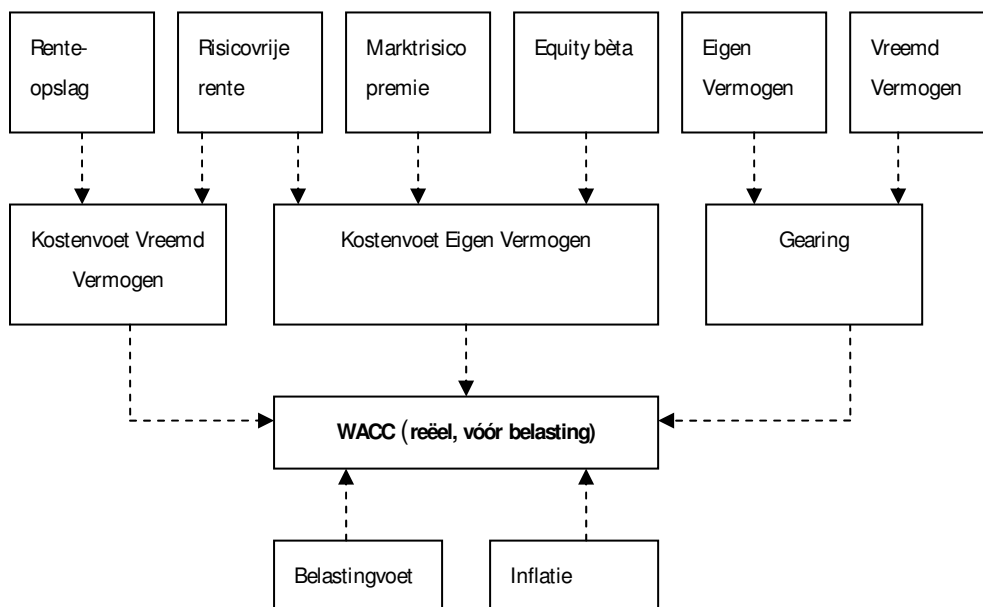 Rente-
opslag
Risicovrije
rente
Marktrisico
premie
Equity bèta
Eigen
Vermogen
Vreemd
Vermogen
Kostenvoet Vreemd
Vermogen
Kostenvoet Eigen Vermogen
Gearing
WACC (reëel, vóór belasting)
Belastingvoet
Inflatie